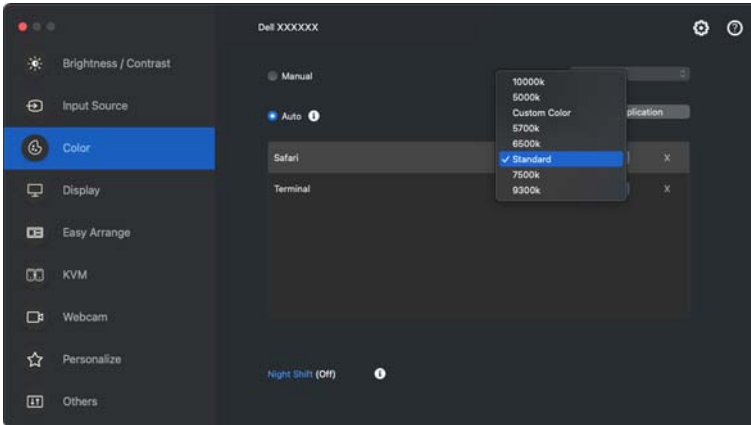 Dell XXXXXX
Brightness / Contrast
Input Source
Color
Display
Easy Arrange
KVM
Webcam
Personalize
Others
Manual
Auto
Safari
X
Terminal
X
10000k
5000k
Custom Color
5700k
6500k
✓ Standard
7500k
9300k
Night Shift (Off)